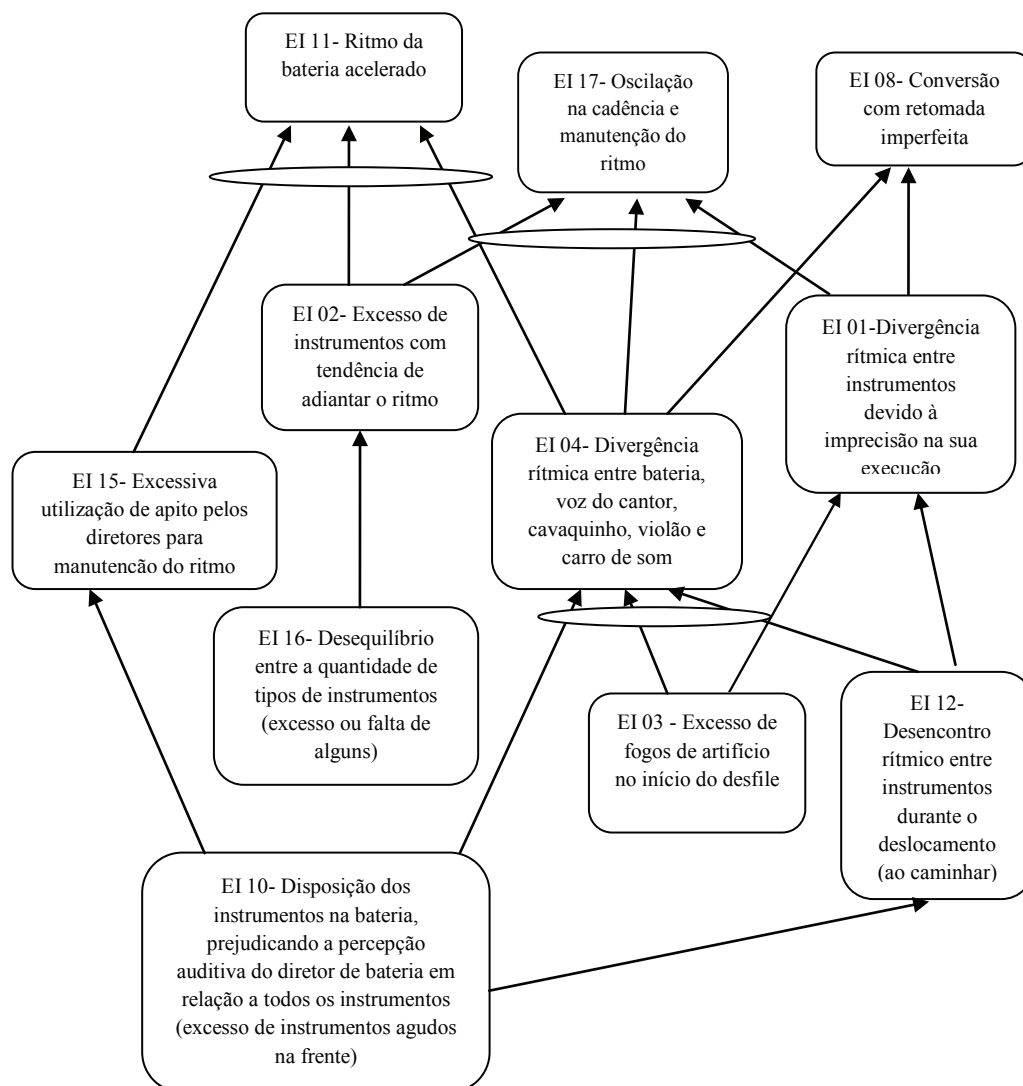 EI 11- Ritmo da
bateria acelerado
EI 17- Oscilação
na cadência e
manutenção do
ritmo
EI 08- Conversão
com retomada
imperfeita
EI 02- Excesso de
instrumentos com
tendência de
adiantar o ritmo
EI 01-Divergência
rítmica entre
instrumentos
devido à
imprecisão na sua
execução
EI 04- Divergência
rítmica entre bateria,
voz do cantor,
cavaquinho, violão e
carro de som
EI 15- Excessiva
utilização de apito pelos
diretores para
manutenção do ritmo
EI 16- Desequilíbrio
entre a quantidade de
tipos de instrumentos
(excesso ou falta de
alguns)
EI 03 - Excesso de
fogos de artifício
no início do desfile
EI 12-
Desencontro
rítmico entre
instrumentos
durante o
deslocamento
(ao caminhar)
EI 10- Disposição dos
instrumentos na bateria,
prejudicando a percepção
auditiva do diretor de bateria em
relação a todos os instrumentos
(excesso de instrumentos agudos
na frente)